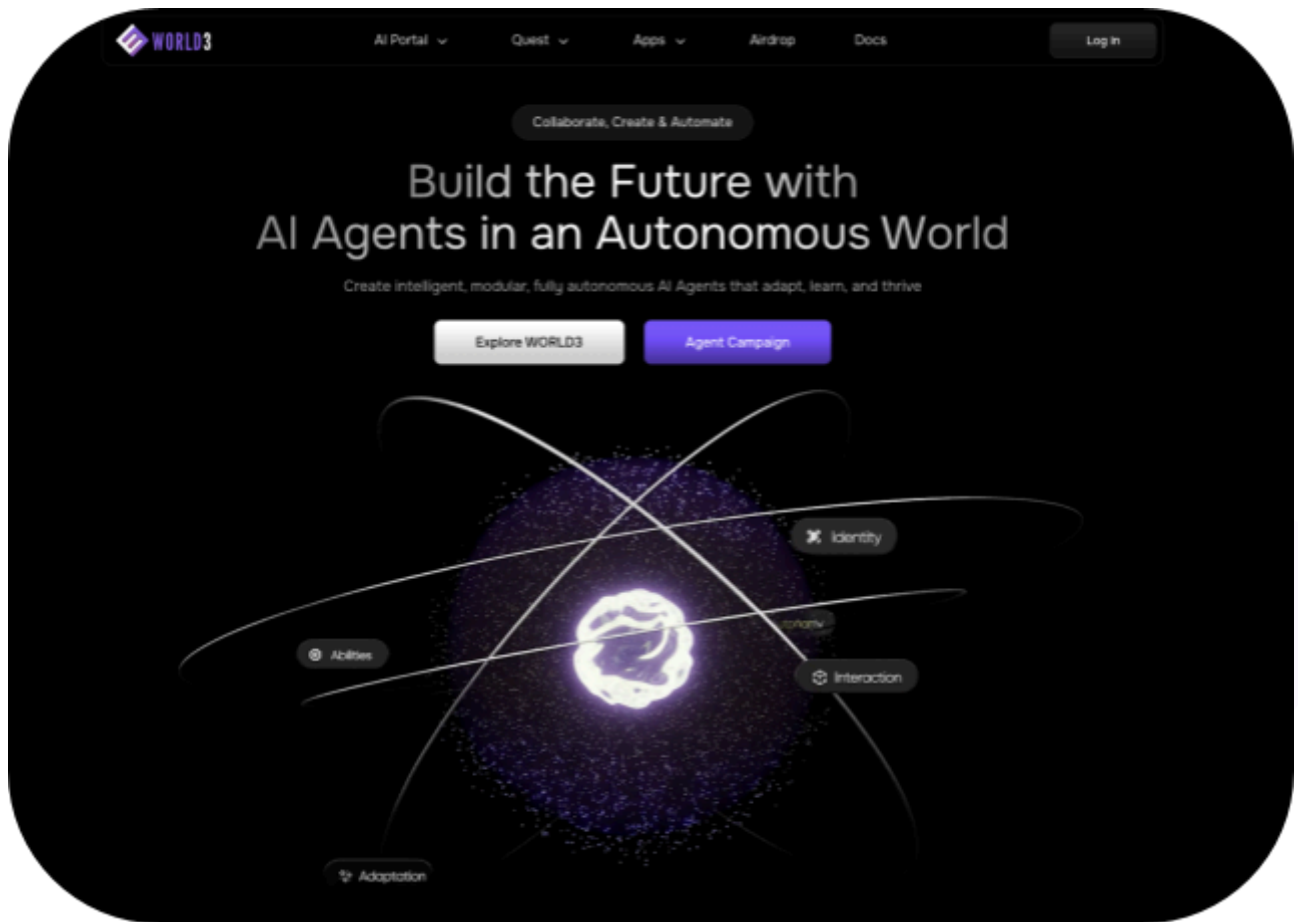 WORLD3
AI Portal
Quest
Apps
Airdrop
Docs
Log In
Collaborate, Create & Automate
Build the Future with
AI Agents in an Autonomous World
Create intelligent, modular, fully autonomous AI Agents that adapt, learn, and thrive
Explore WORLD3
Agent Campaign
Identity
Abilities
Interaction
Adaptation